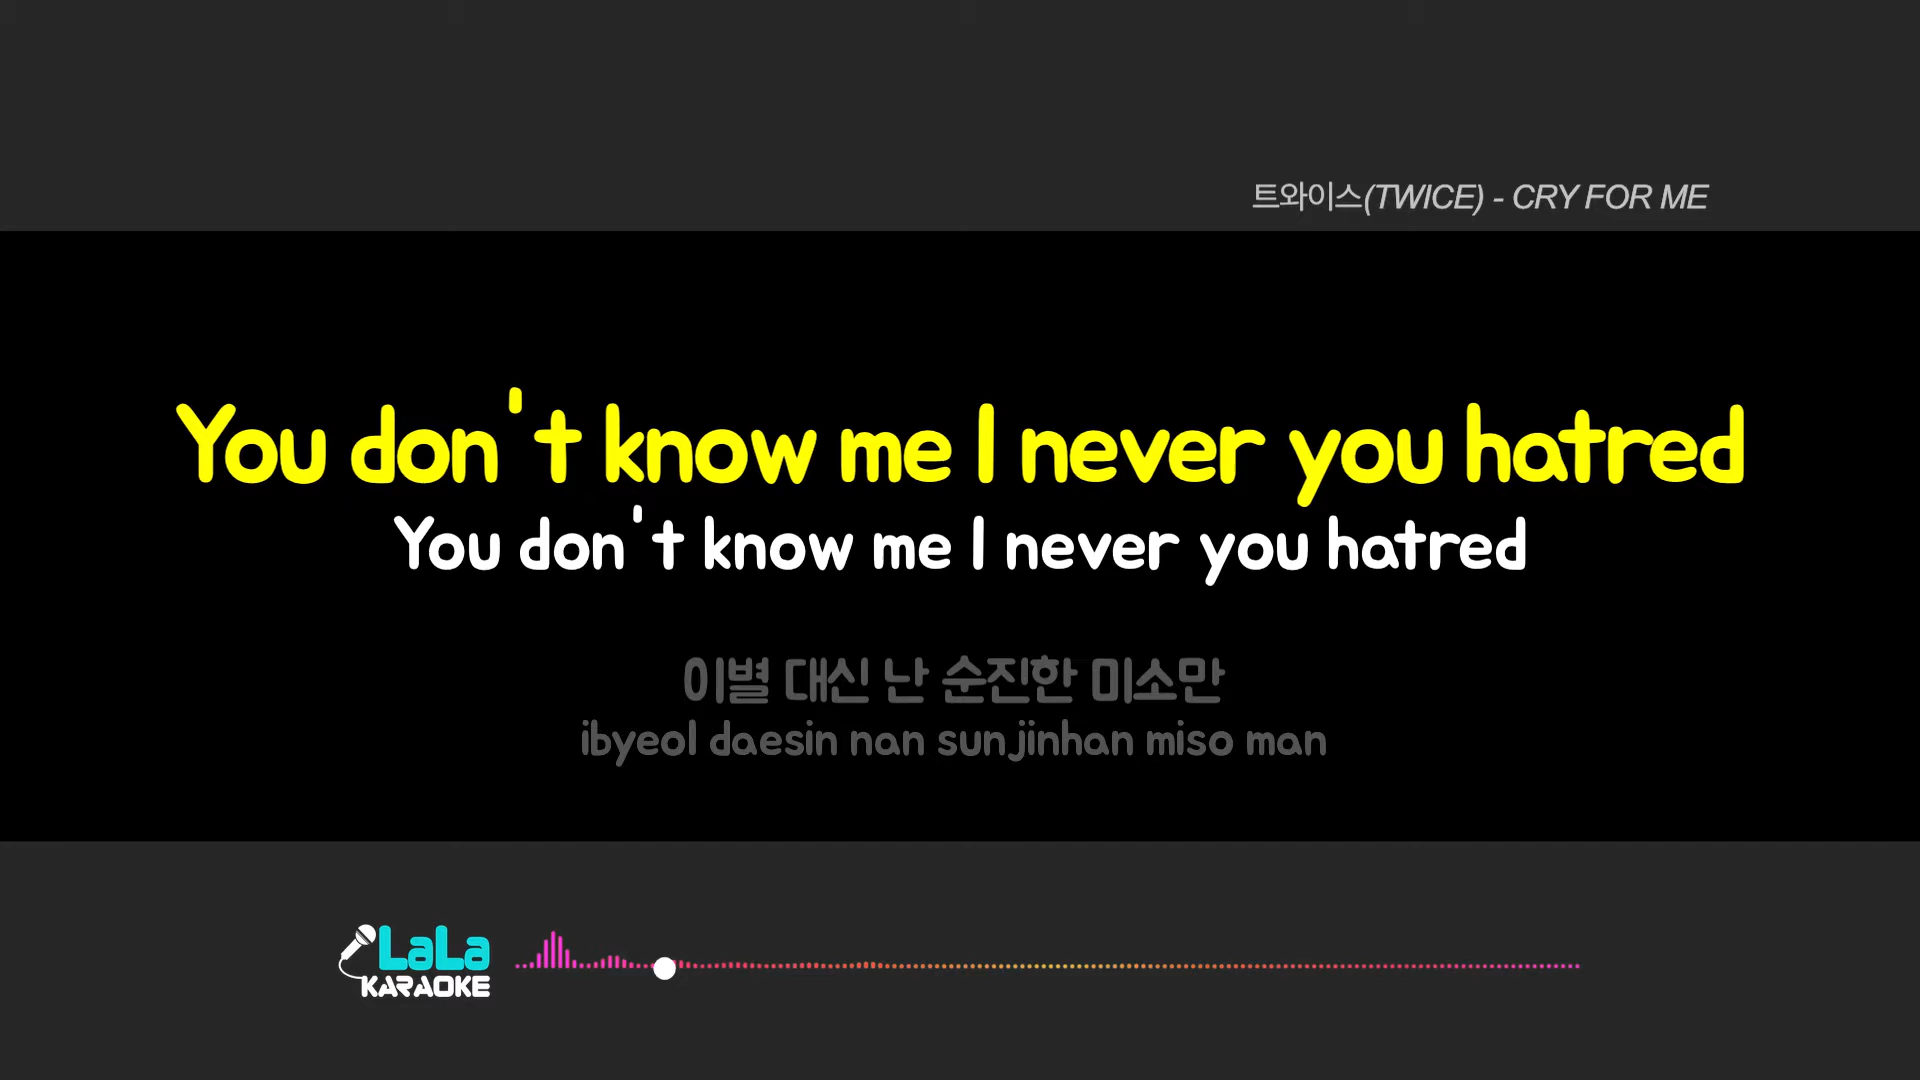 트와이스(TWICE) - CRY FOR ME
You don't know me I never you hatred
You don't know me I never you hatred
이별 대신 난 순진한 미소만
ibyeol daesin nan sunjinhan miso man
LaLa
KARAOKE